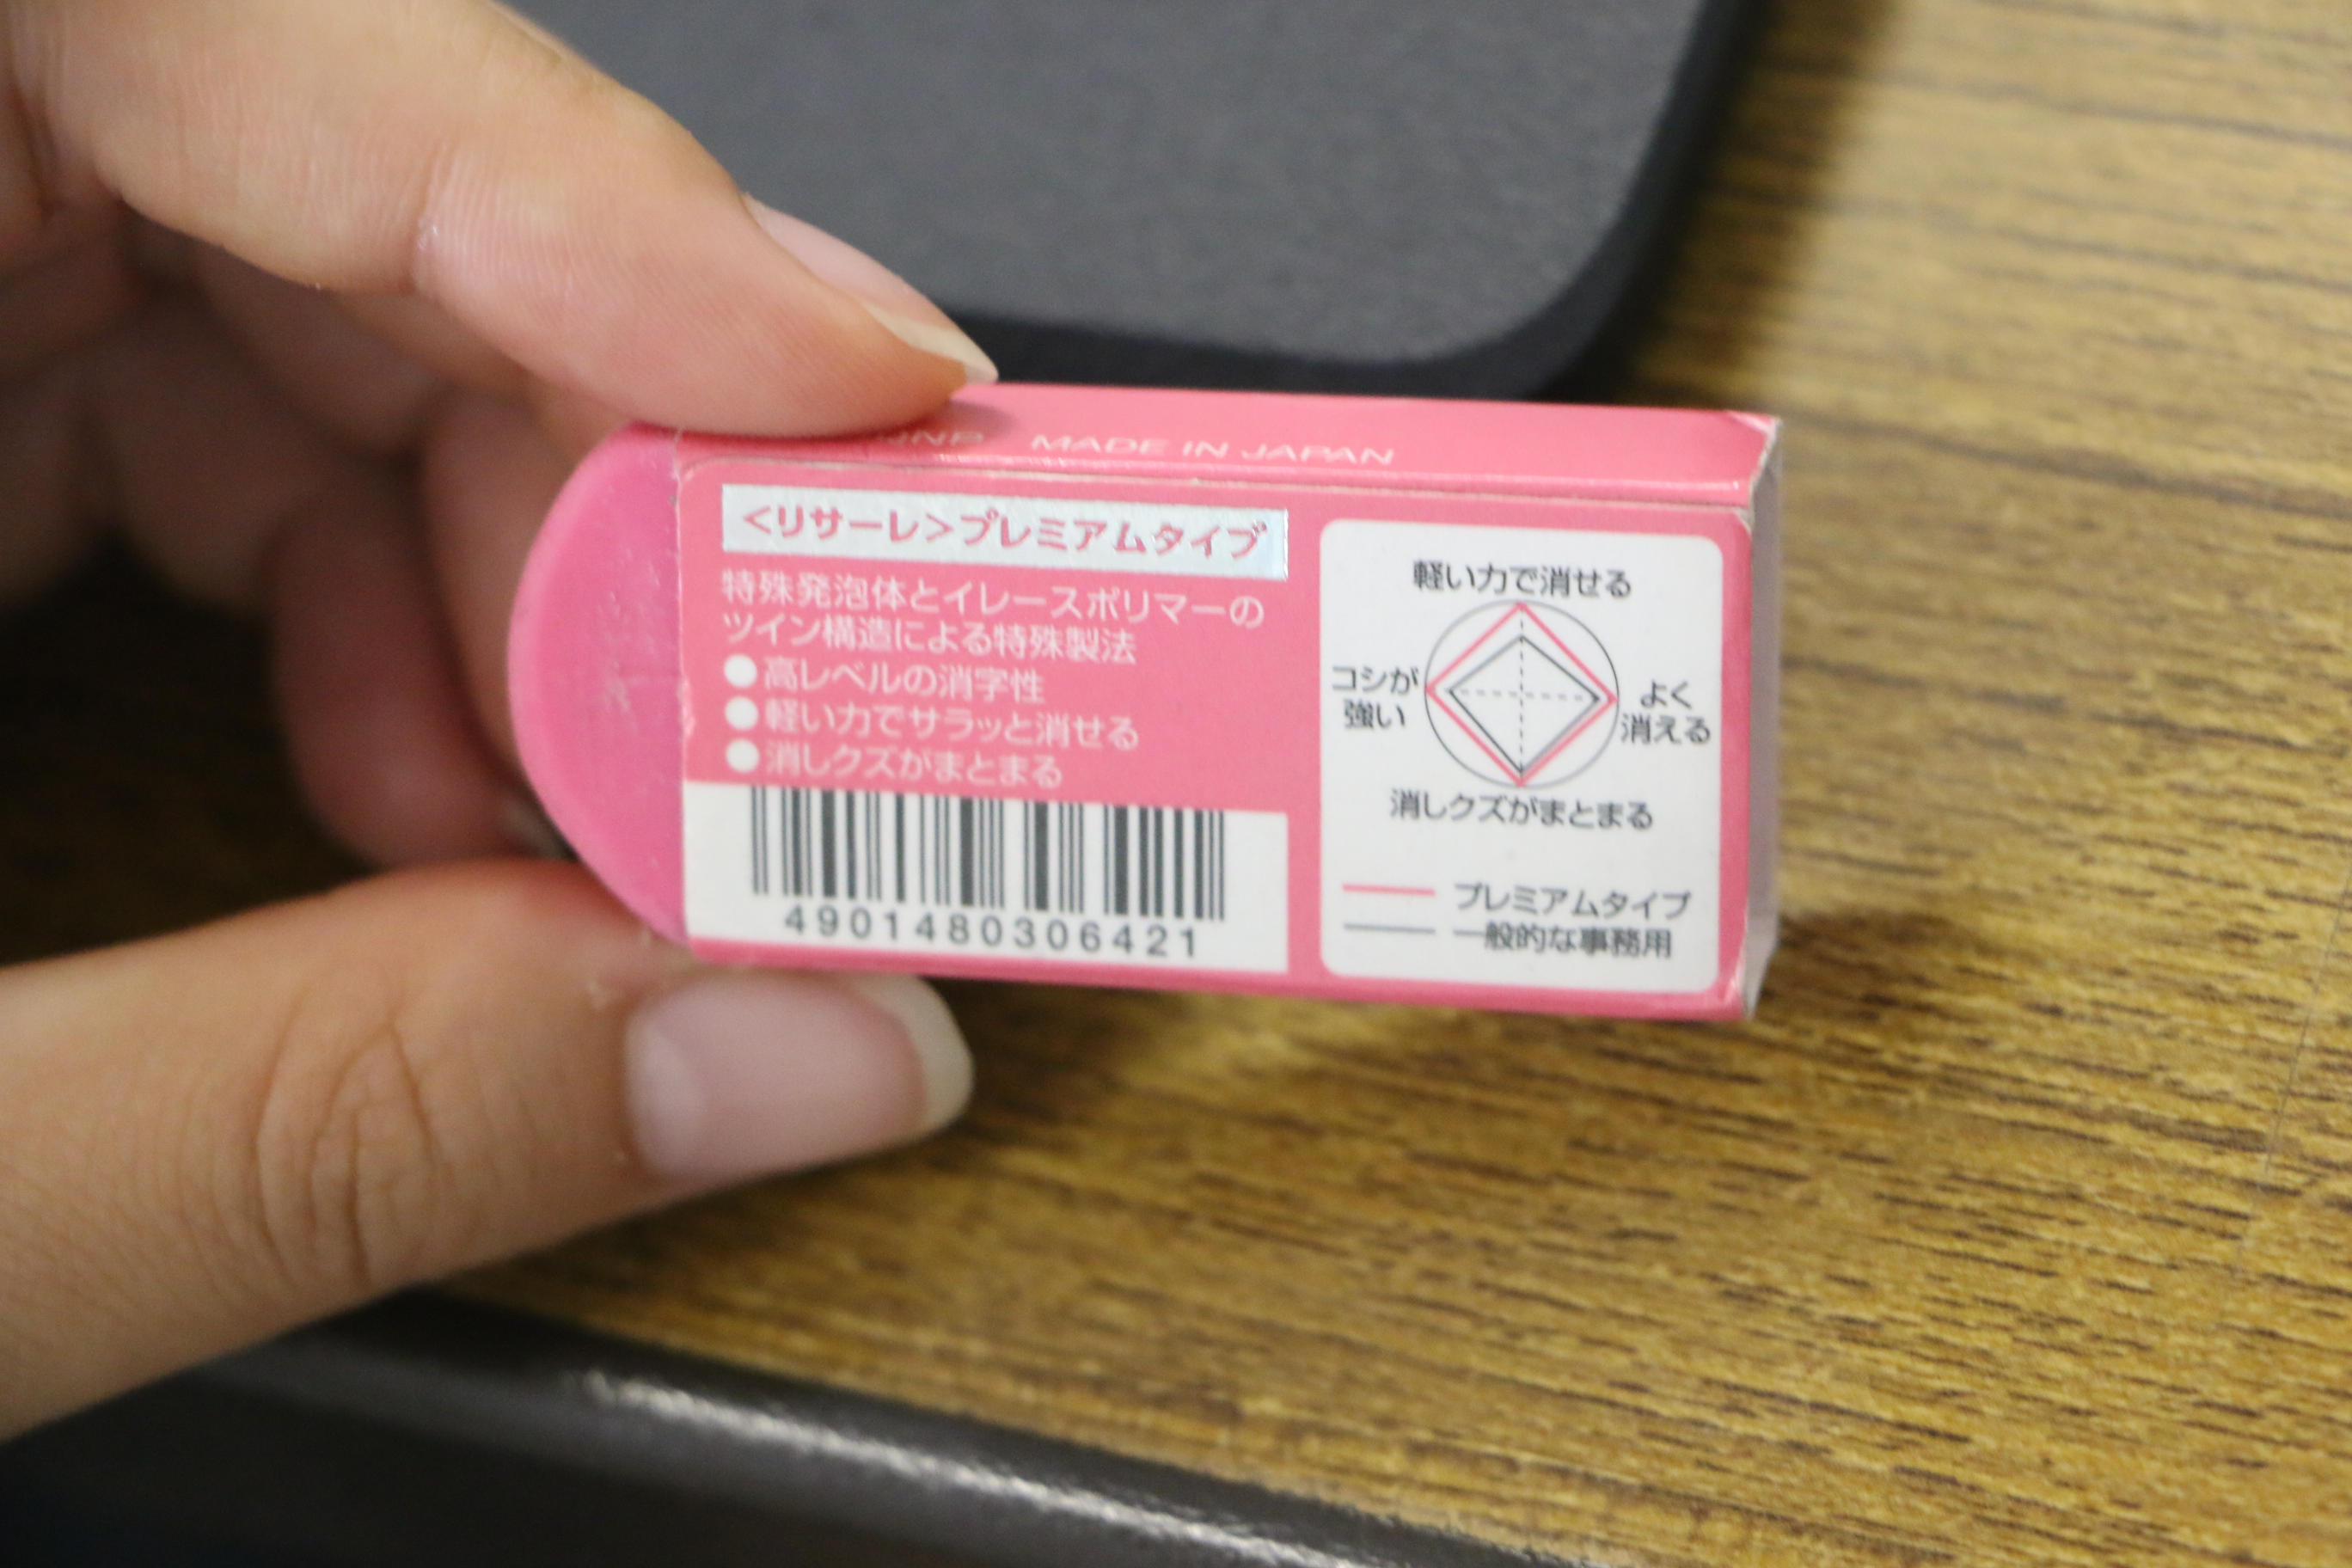 MADE IN JAPAN
<リサーレ>プレミアムタイプ
特殊発泡体とイレースポリマーの
ツイン構造による特殊製法
●高レベルの消字性
●軽い力でサラッと消せる
●消しクズがまとまる
4901480306421
軽い力で消せる
コシが
強い
よく
消える
消しクズがまとまる
プレミアムタイプ
一般的な事務用